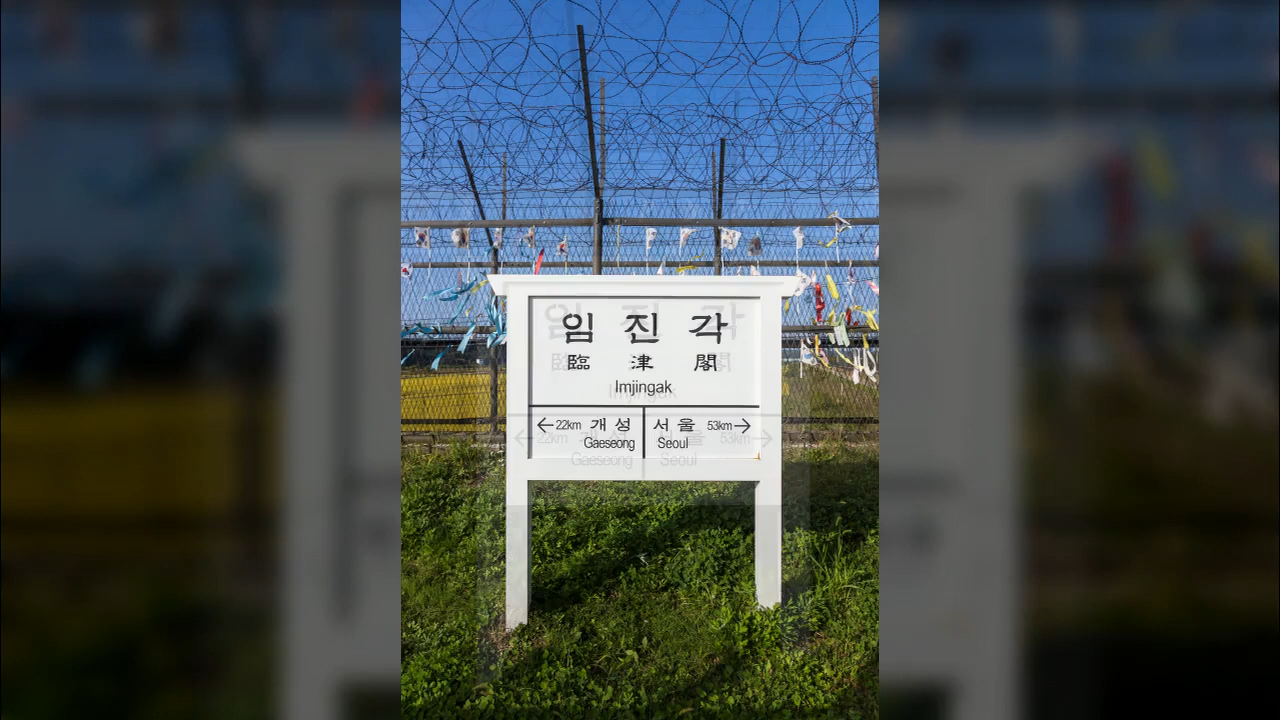 임 진 각
臨 津 閣
Imjingak
←22km 개 성
Gaeseong
서 울 53km→
Seoul